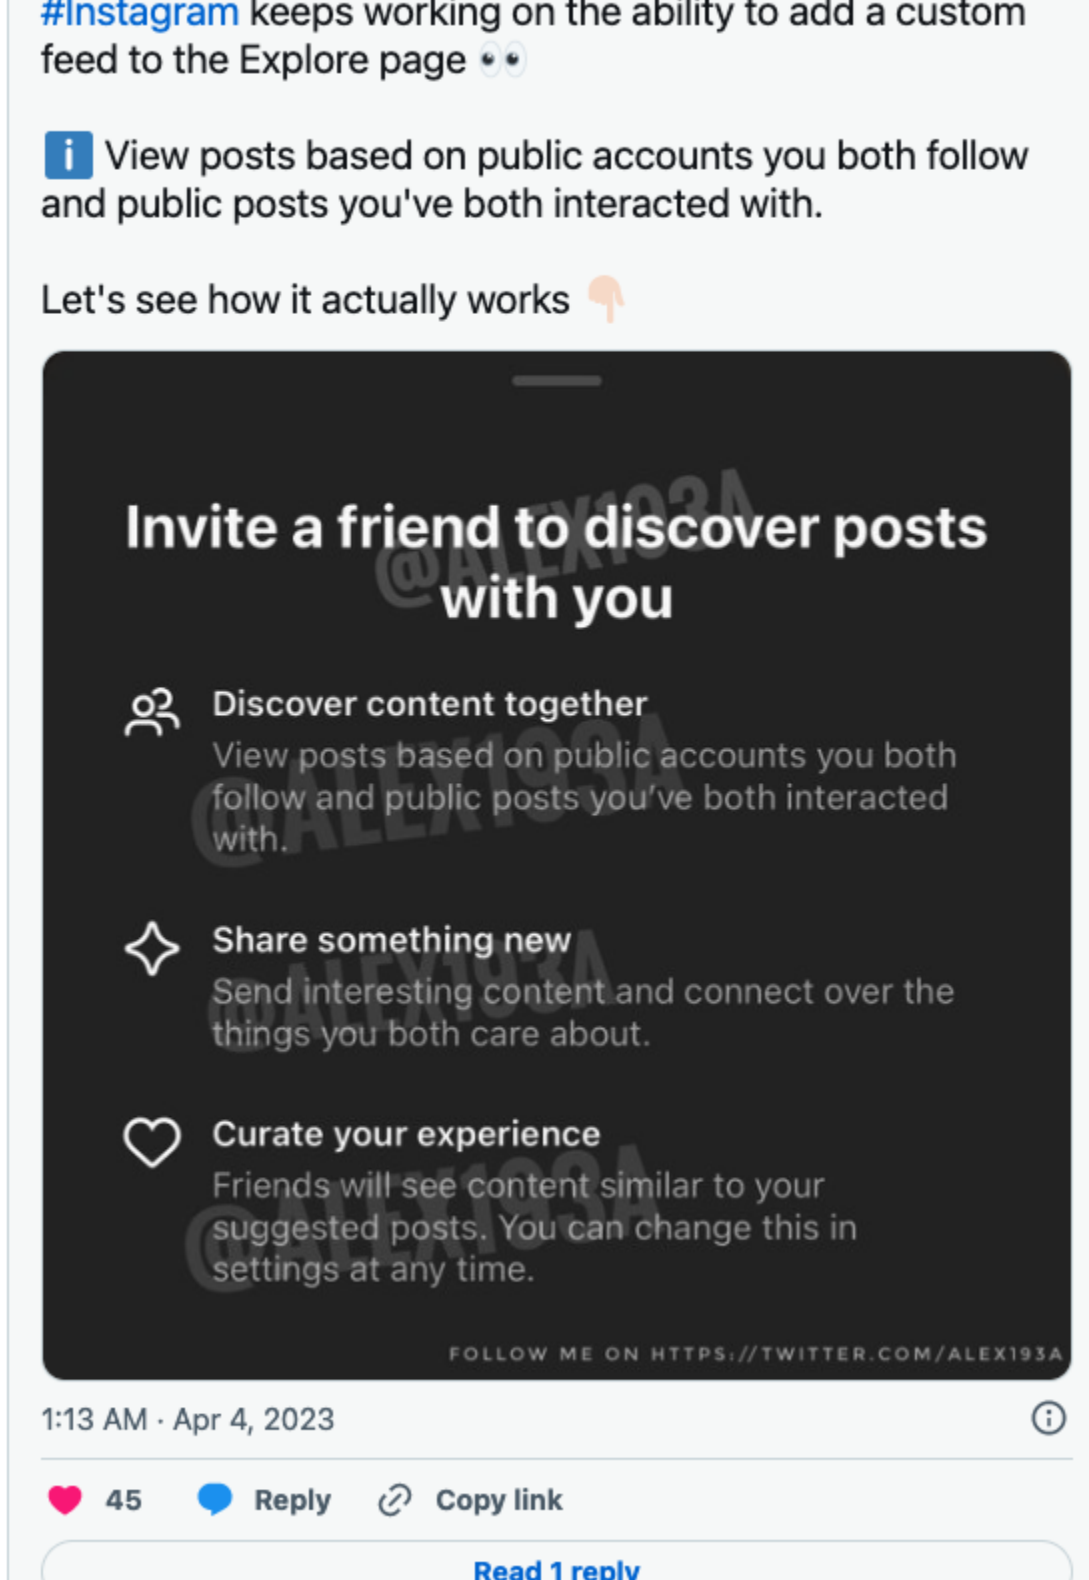 #Instagram keeps working on the ability to add a custom
feed to the Explore page 👀
ℹ️ View posts based on public accounts you both follow
and public posts you've both interacted with.
Let's see how it actually works 👇🏻
@ALEX193A
Invite a friend to discover posts
with you
Discover content together
View posts based on public accounts you both
follow and public posts you’ve both interacted
with.
@ALEX193A
Share something new
Send interesting content and connect over the
things you both care about.
@ALEX193A
Curate your experience
Friends will see content similar to your
suggested posts. You can change this in
settings at any time.
@ALEX193A
FOLLOW ME ON HTTPS://TWITTER.COM/ALEX193A
1:13 AM · Apr 4, 2023
45 Reply Copy link
Read 1 reply